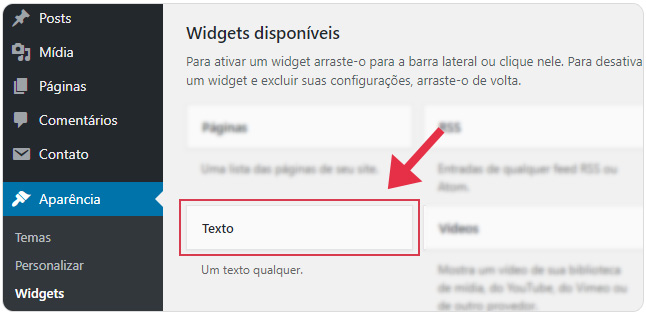 Posts
Mídia
Páginas
Comentários
Contato
Aparência
Temas
Personalizar
Widgets
Widgets disponíveis
Para ativar um widget arraste-o para a barra lateral ou clique nele. Para desativa
um widget e excluir suas configurações, arraste-o de volta.
Páginas
Uma lista das páginas de seu site.
RSS
Entradas de qualquer feed RSS ou
Atom.
Texto
Um texto qualquer.
Vídeos
Mostra um vídeo de sua biblioteca
de mídia, do YouTube, do Vimeo ou
de outro provedor.